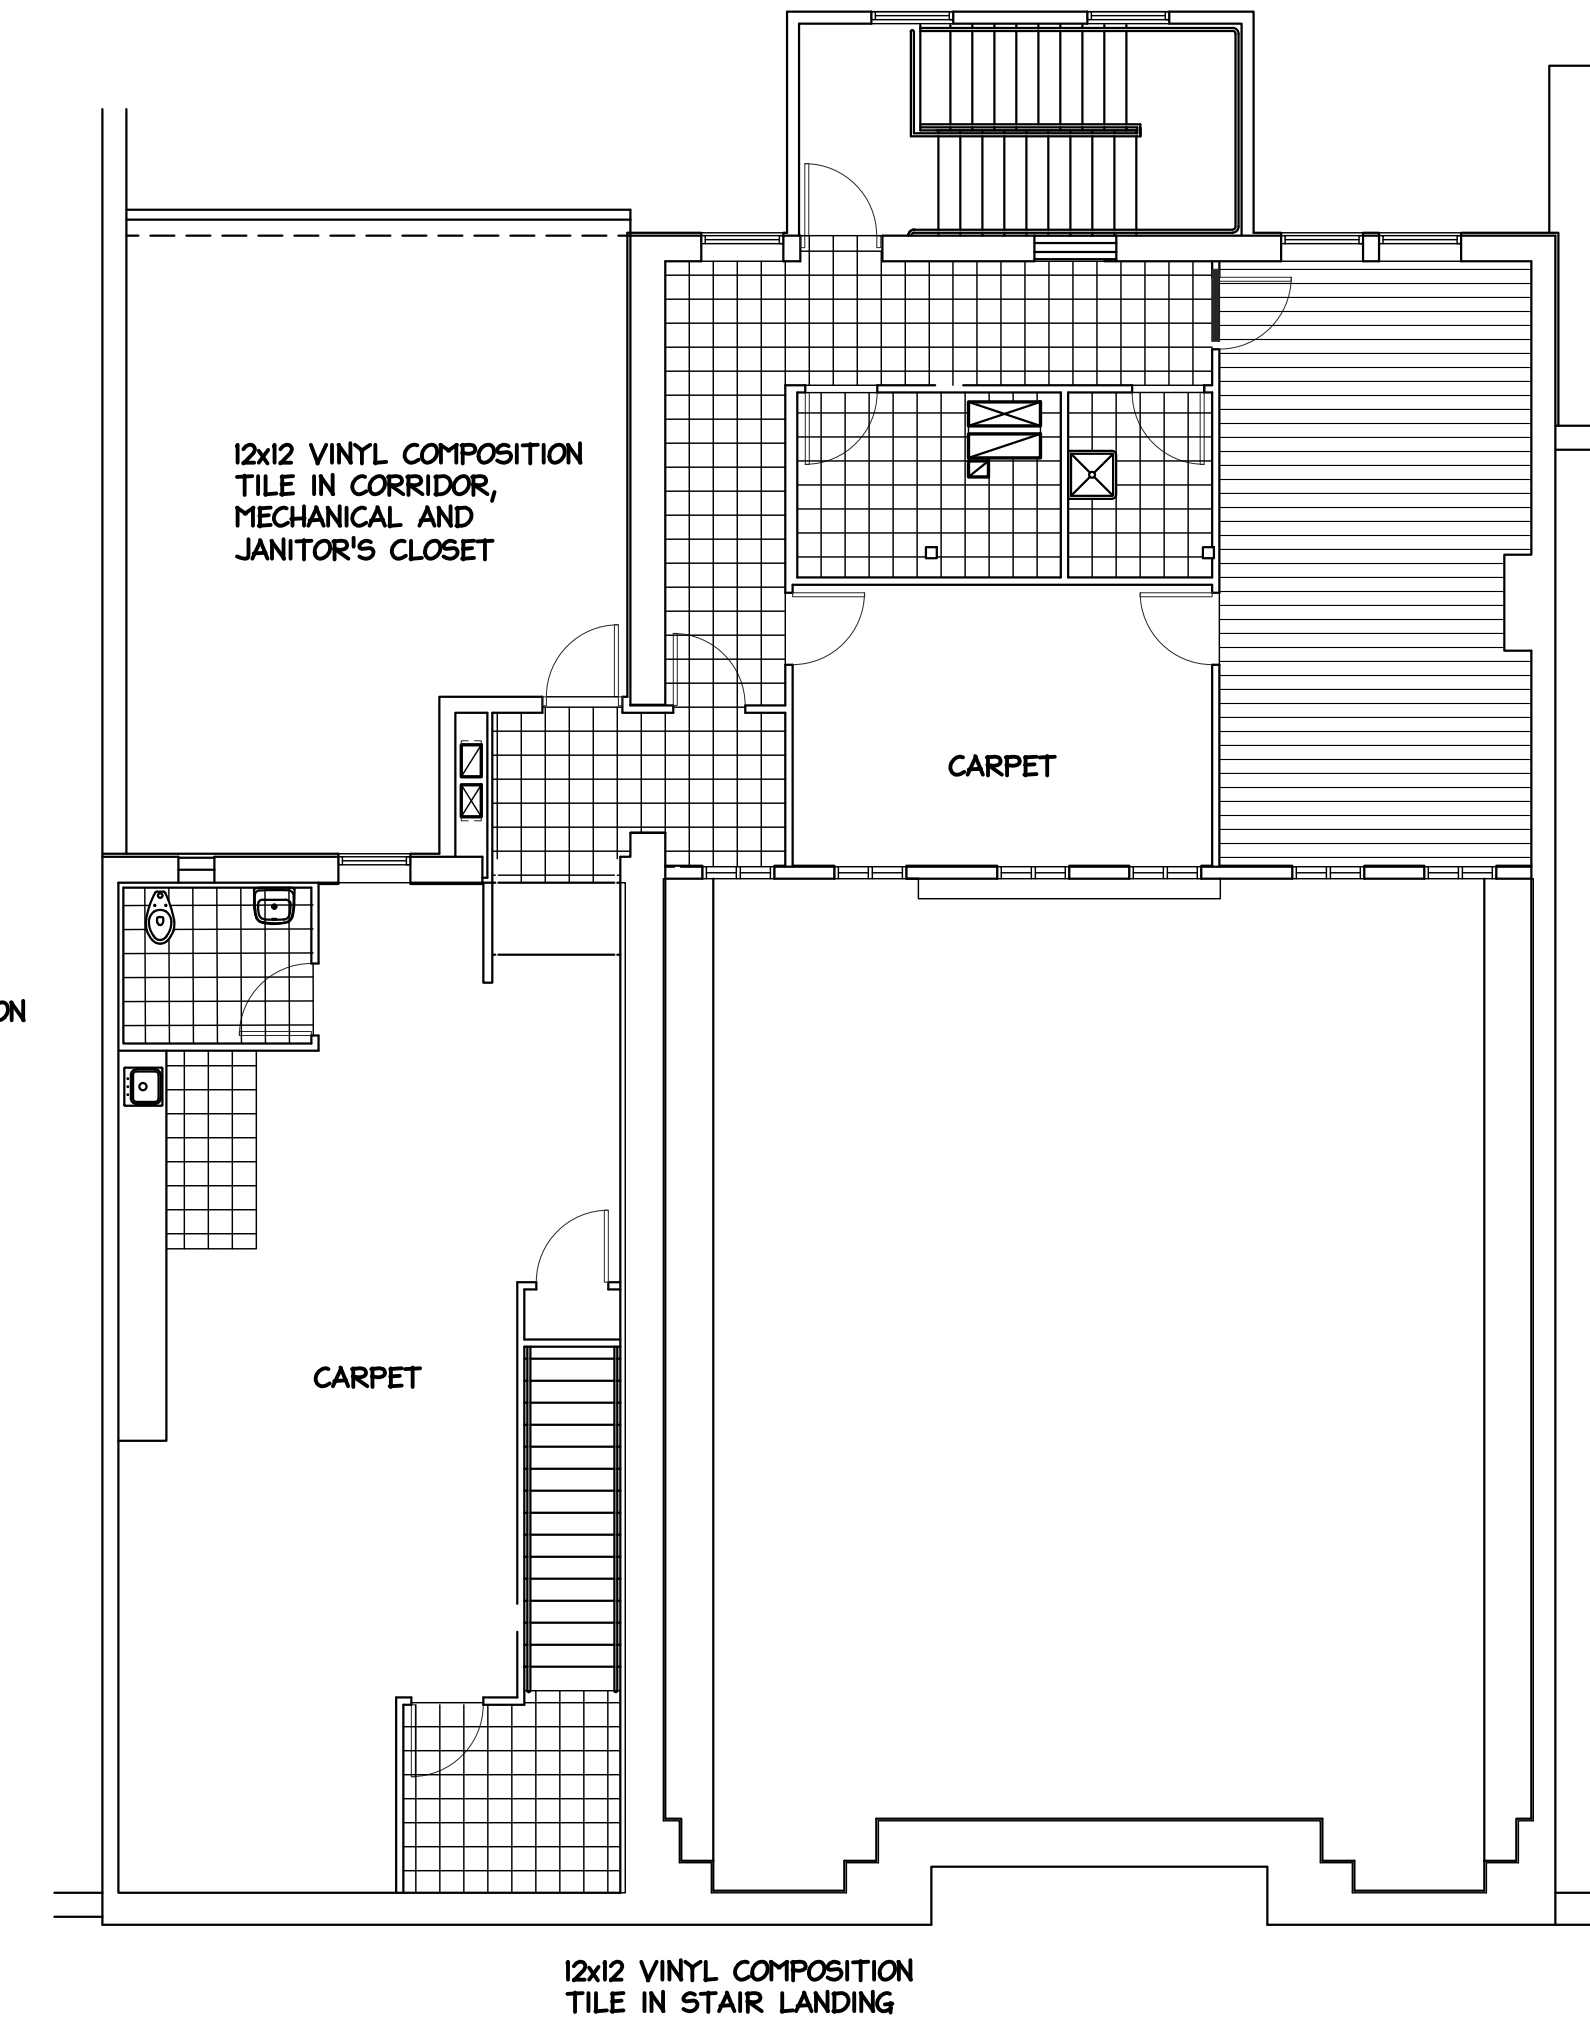 12x12 VINYL COMPOSITION
TILE IN CORRIDOR,
MECHANICAL AND
JANITOR'S CLOSET
CARPET
ON
CARPET
12x12 VINYL COMPOSITION
TILE IN STAIR LANDING